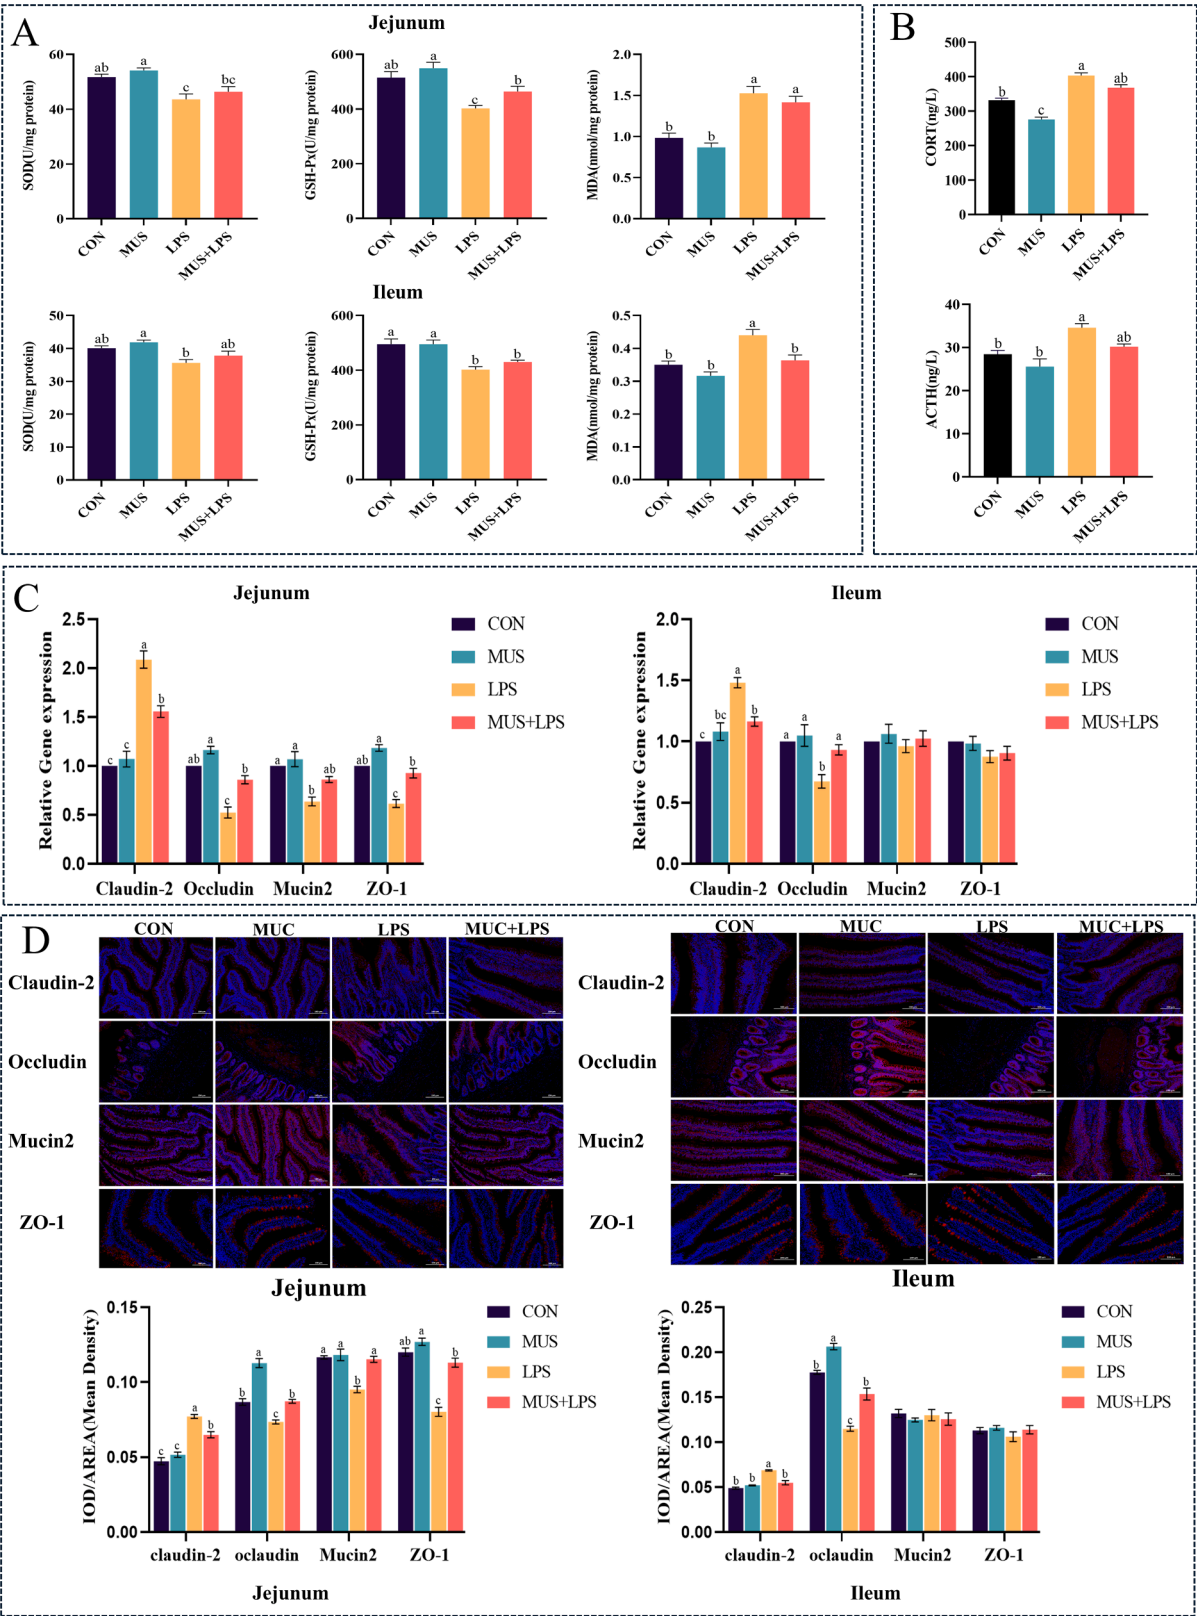 A
Jejunum
SOD(U/mg protein)
60
40
20
0
ab
a
c
bc
CON
MUS
LPS
MUS+LPS
GSH-Px(U/mg protein)
600
400
200
0
ab
a
c
b
CON
MUS
LPS
MUS+LPS
MDA(nmol/mg protein)
2.0
1.5
1.0
0.5
0.0
b
b
a
a
CON
MUS
LPS
MUS+LPS
Ileum
SOD(U/mg protein)
50
40
30
20
10
0
ab
a
b
ab
CON
MUS
LPS
MUS+LPS
GSH-Px(U/mg protein)
600
400
200
0
a
a
b
b
CON
MUS
LPS
MUS+LPS
MDA(nmol/mg protein)
0.5
0.4
0.3
0.2
0.1
0.0
b
b
a
b
CON
MUS
LPS
MUS+LPS
B
CORT(ng/L)
500
400
300
200
100
0
b
c
a
ab
CON
MUS
LPS
MUS+LPS
ACTH(ng/L)
40
30
20
10
0
b
b
a
ab
CON
MUS
LPS
MUS+LPS
C
Jejunum
Relative Gene expression
2.5
2.0
1.5
1.0
0.5
0.0
c c a b
ab a c b
a a b ab
ab a c b
Claudin-2 Occludin Mucin2 ZO-1
CON
MUS
LPS
MUS+LPS
Ileum
Relative Gene expression
2.0
1.5
1.0
0.5
0.0
c bc a b
a a b a
Claudin-2 Occludin Mucin2 ZO-1
CON
MUS
LPS
MUS+LPS
D
CON MUC LPS MUC+LPS
Claudin-2
Occludin
Mucin2
ZO-1
Jejunum
CON MUC LPS MUC+LPS
Claudin-2
Occludin
Mucin2
ZO-1
Ileum
IOD/AREA(Mean Density)
0.15
0.10
0.05
0.00
c c a b
b a c b
a a b a
ab a c b
claudin-2 oclaudin Mucin2 ZO-1
Jejunum
CON
MUS
LPS
MUS+LPS
IOD/AREA(Mean Density)
0.25
0.20
0.15
0.10
0.05
0.00
b b a b
b a c b
claudin-2 oclaudin Mucin2 ZO-1
Ileum
CON
MUS
LPS
MUS+LPS